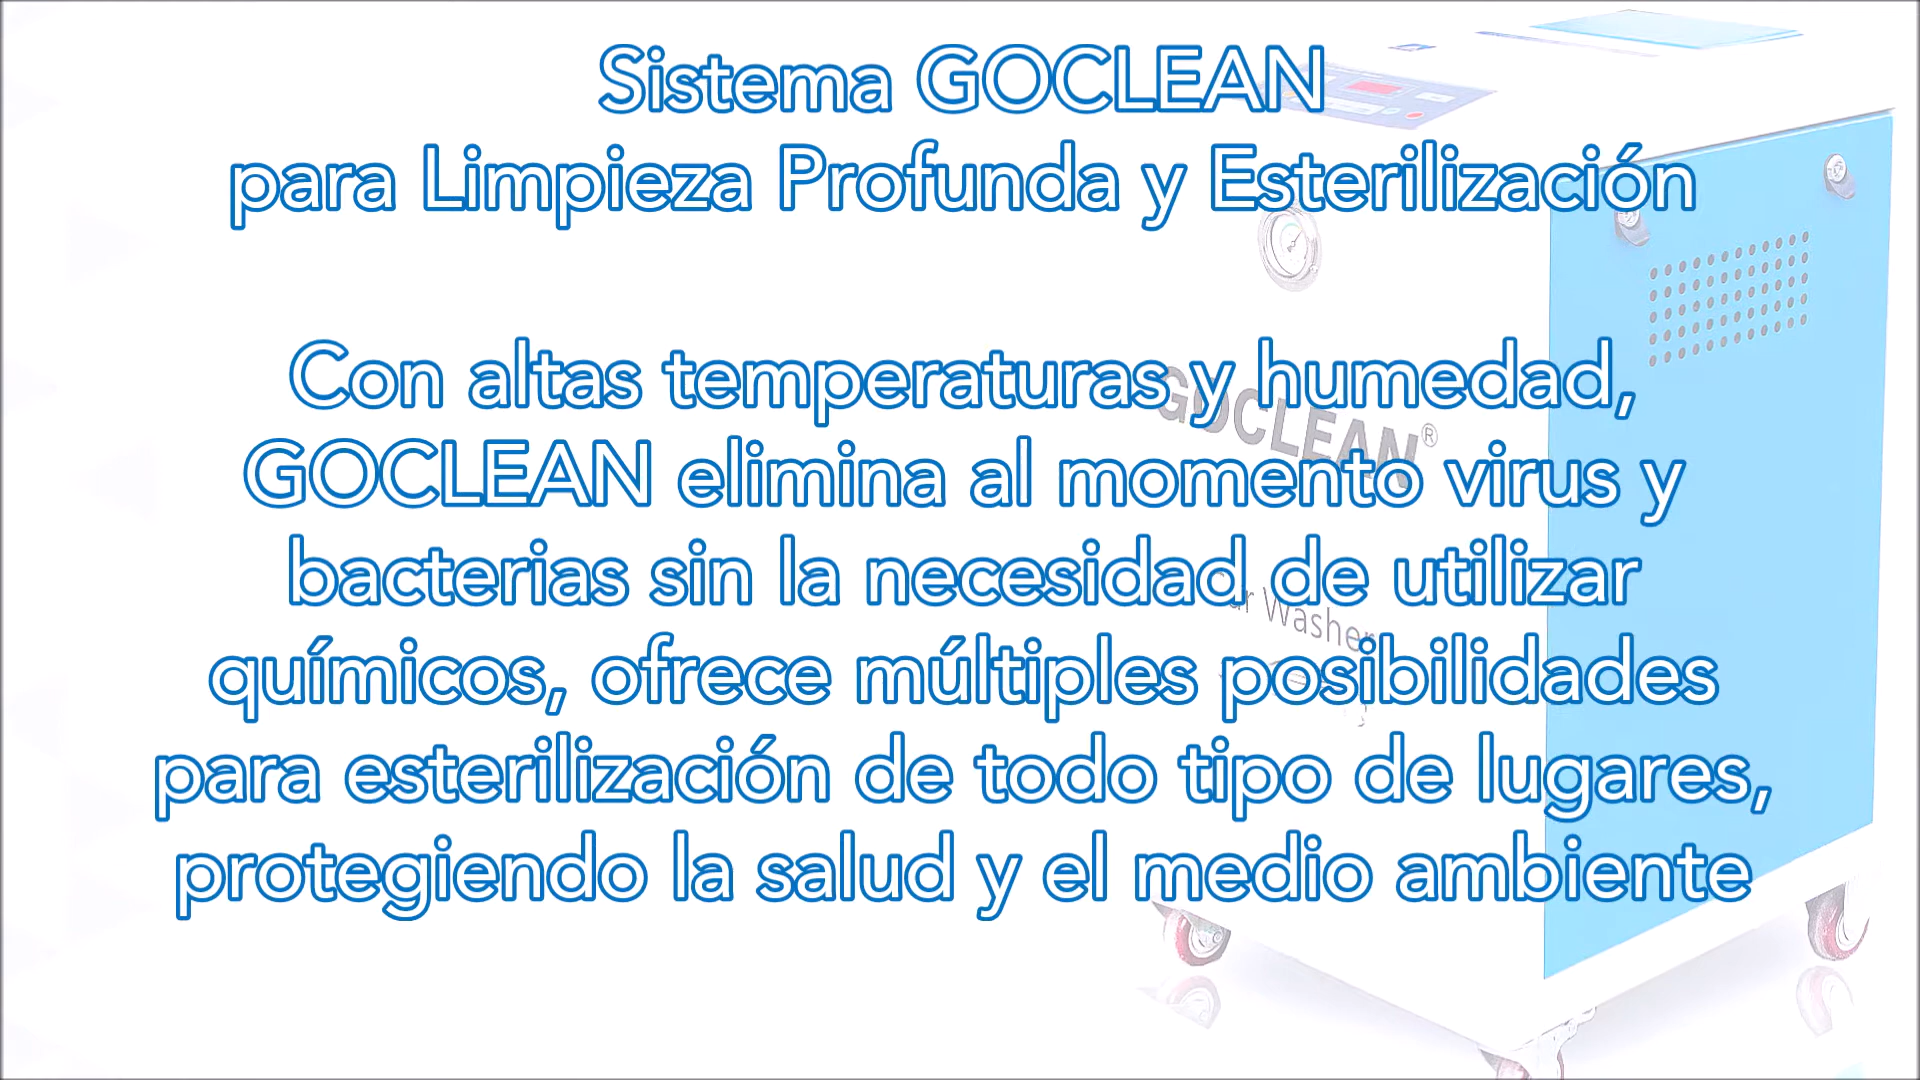 Sistema GOCLEAN
para Limpieza Profunda y Esterilización
Con altas temperaturas y humedad,
GOCLEAN elimina al momento virus y
bacterias sin la necesidad de utilizar
químicos, ofrece múltiples posibilidades
para esterilización de todo tipo de lugares,
protegiendo la salud y el medio ambiente
GOCLEAN®
Washer